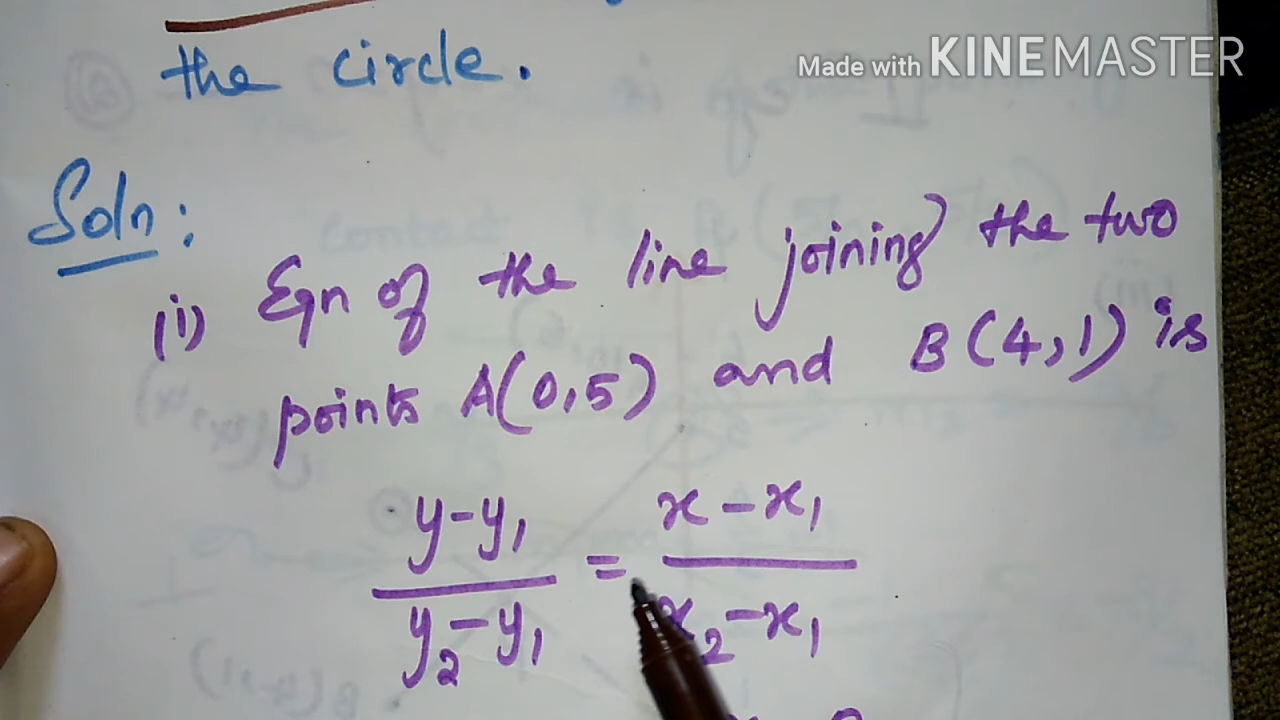 the circle.
Made with KINEMASTER
Soln:
(i) Eqn of the line joining the two
points A(0,5) and B(4,1) is
y-y₁ / y₂-y₁ = x-x₁ / x₂-x₁